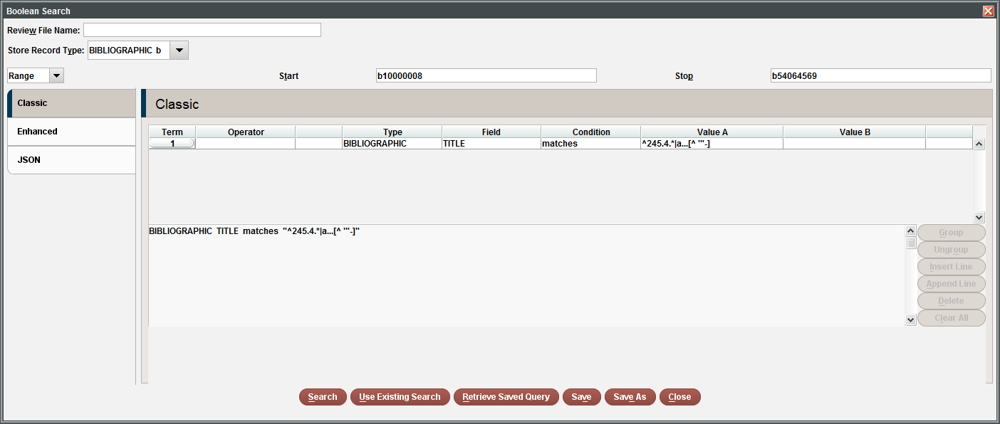 Boolean Search
Review File Name:
Store Record Type: BIBLIOGRAPHIC b
Range Start b10000008 Stop b54064569
Classic
Enhanced
JSON
Classic
Term Operator Type Field Condition Value A Value B
1 BIBLIOGRAPHIC TITLE matches ^245.4.*|a...[^ '"-]
BIBLIOGRAPHIC TITLE matches "^245.4.*|a...[^ '"-]"
Group
Ungroup
Insert Line
Append Line
Delete
Clear All
Search Use Existing Search Retrieve Saved Query Save Save As Close